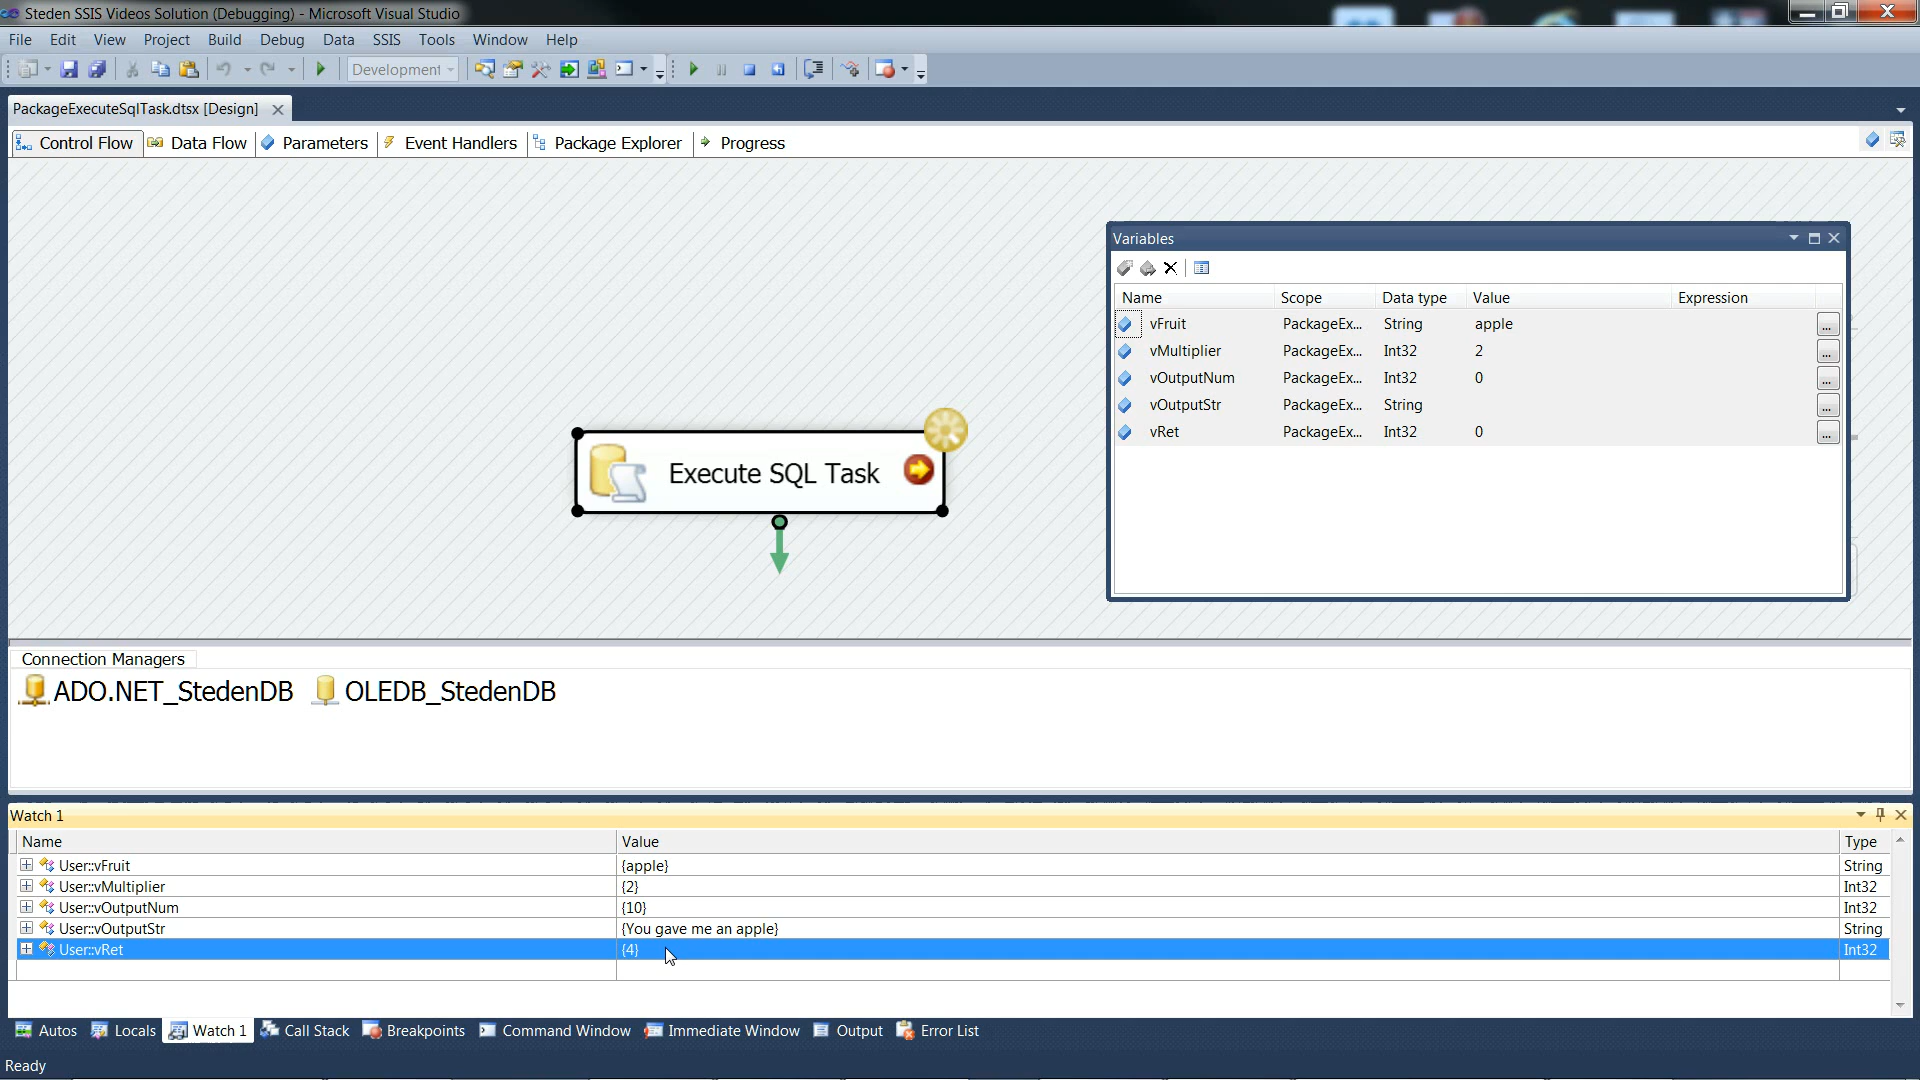 Steden SSIS Videos Solution (Debugging) - Microsoft Visual Studio
File Edit View Project Build Debug Data SSIS Tools Window Help
Development
PackageExecuteSqlTask.dtsx [Design]
Control Flow Data Flow Parameters Event Handlers Package Explorer Progress
Variables
Name Scope Data type Value Expression
vFruit PackageEx... String apple ...
vMultiplier PackageEx... Int32 2 ...
vOutputNum PackageEx... Int32 0 ...
vOutputStr PackageEx... String ...
vRet PackageEx... Int32 0 ...
Execute SQL Task
Connection Managers
ADO.NET_StedenDB OLEDB_StedenDB
Watch 1
Name Value Type
User::vFruit {apple} String
User::vMultiplier {2} Int32
User::vOutputNum {10} Int32
User::vOutputStr {You gave me an apple} String
User::vRet {4} Int32
Autos Locals Watch 1 Call Stack Breakpoints Command Window Immediate Window Output Error List
Ready